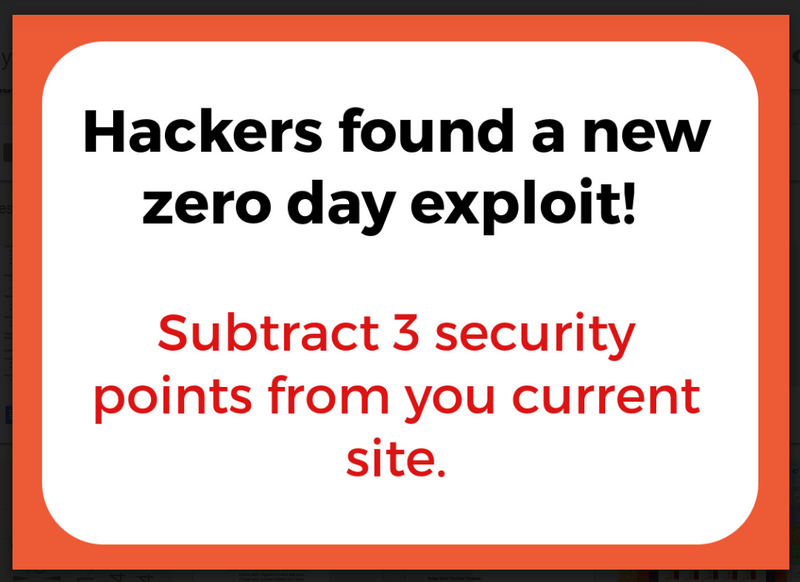 Hackers found a new
zero day exploit!
Subtract 3 security
points from you current
site.